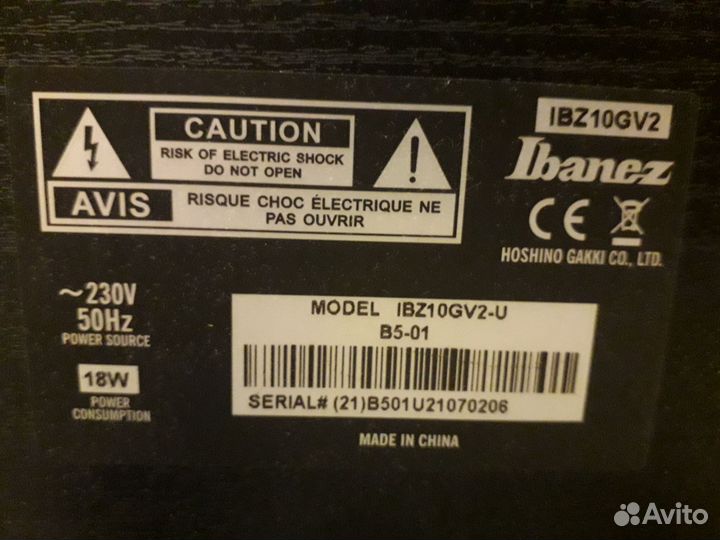 CAUTION
RISK OF ELECTRIC SHOCK
DO NOT OPEN
AVIS
RISQUE CHOC ÉLECTRIQUE NE
PAS OUVRIR
IBZ10GV2
Ibanez
CE
HOSHINO GAKKI CO., LTD.
~230V
50Hz
POWER SOURCE
18W
POWER
CONSUMPTION
MODEL IBZ10GV2-U
B5-01
SERIAL# (21)B501U21070206
MADE IN CHINA
Avito